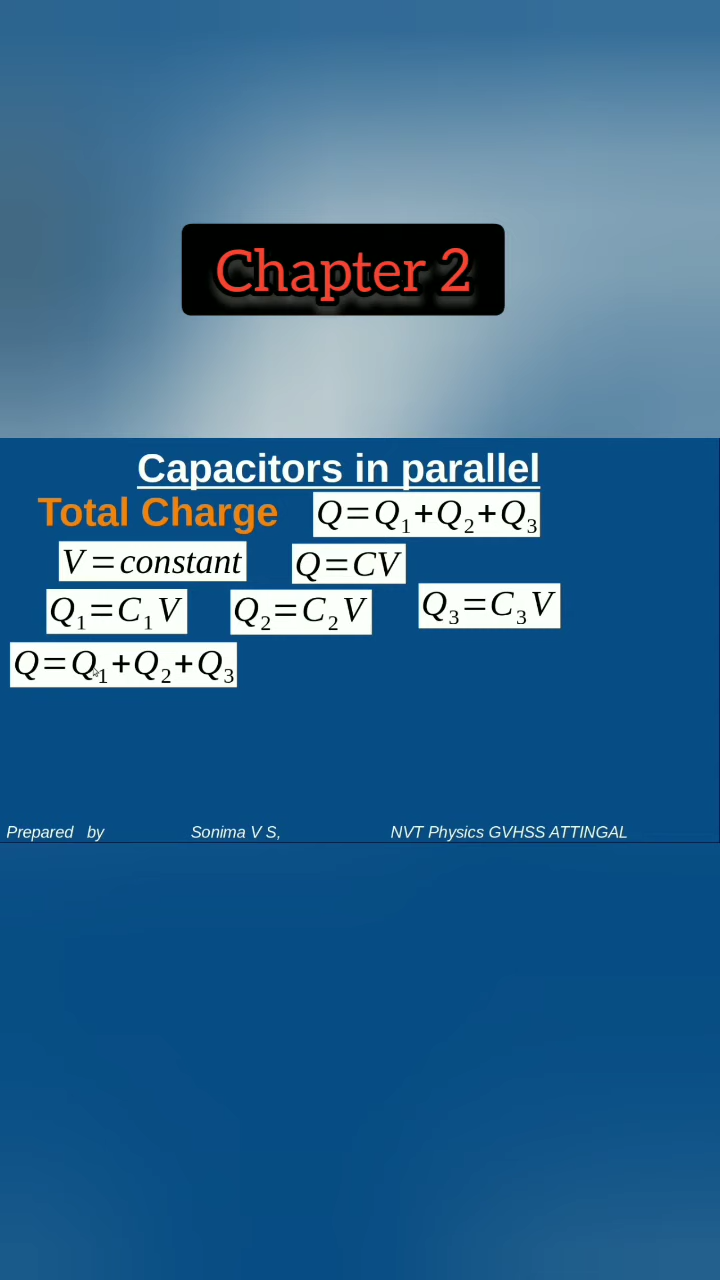 Chapter 2
Capacitors in parallel
Total Charge Q=Q₁+Q₂+Q₃
V=constant Q=CV
Q₁=C₁V Q₂=C₂V Q₃=C₃V
Q=Q₁+Q₂+Q₃
Prepared by Sonima V S, NVT Physics GVHSS ATTINGAL